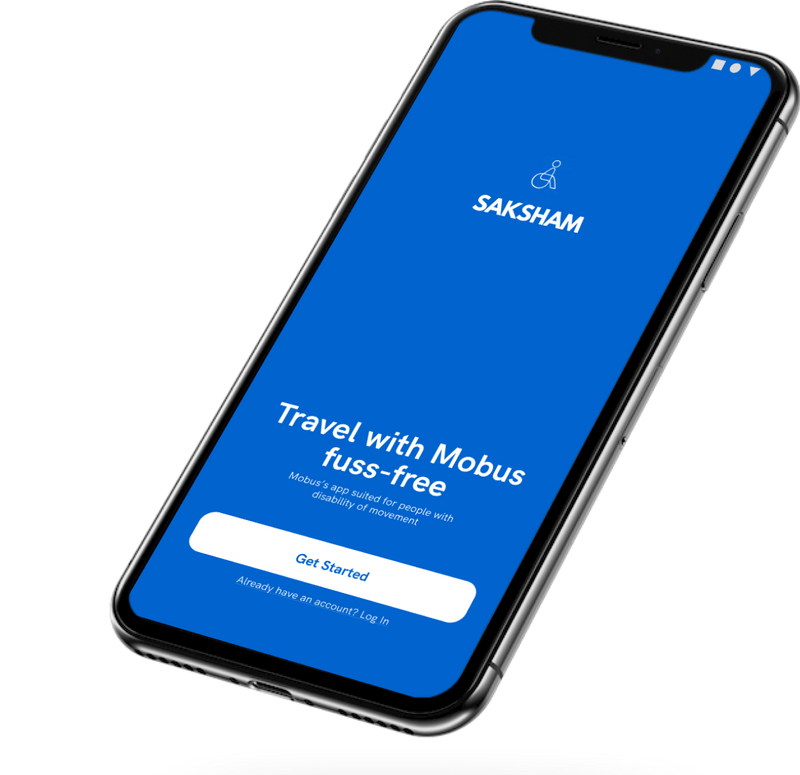 SAKSHAM
Travel with Mobus
fuss-free
Mobus's app suited for people with
disability of movement
Get Started
Already have an account? Log In